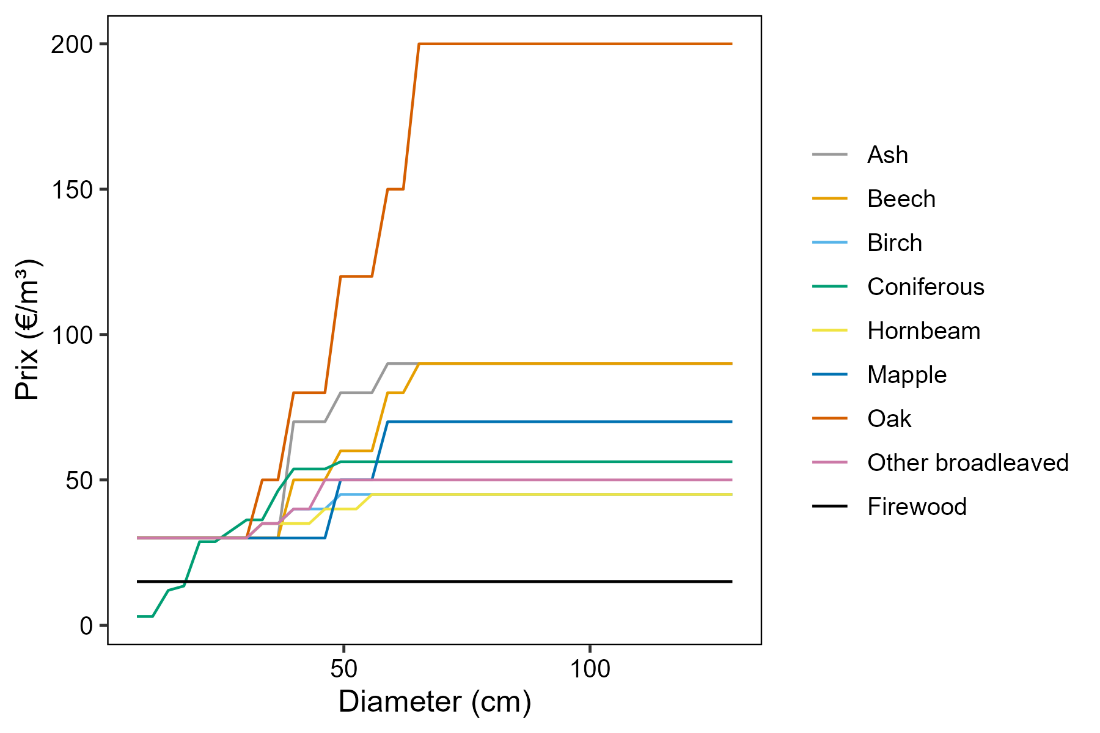 Prix (€/m³)
200
150
100
50
0
50 100
Diameter (cm)
Ash
Beech
Birch
Coniferous
Hornbeam
Mapple
Oak
Other broadleaved
Firewood